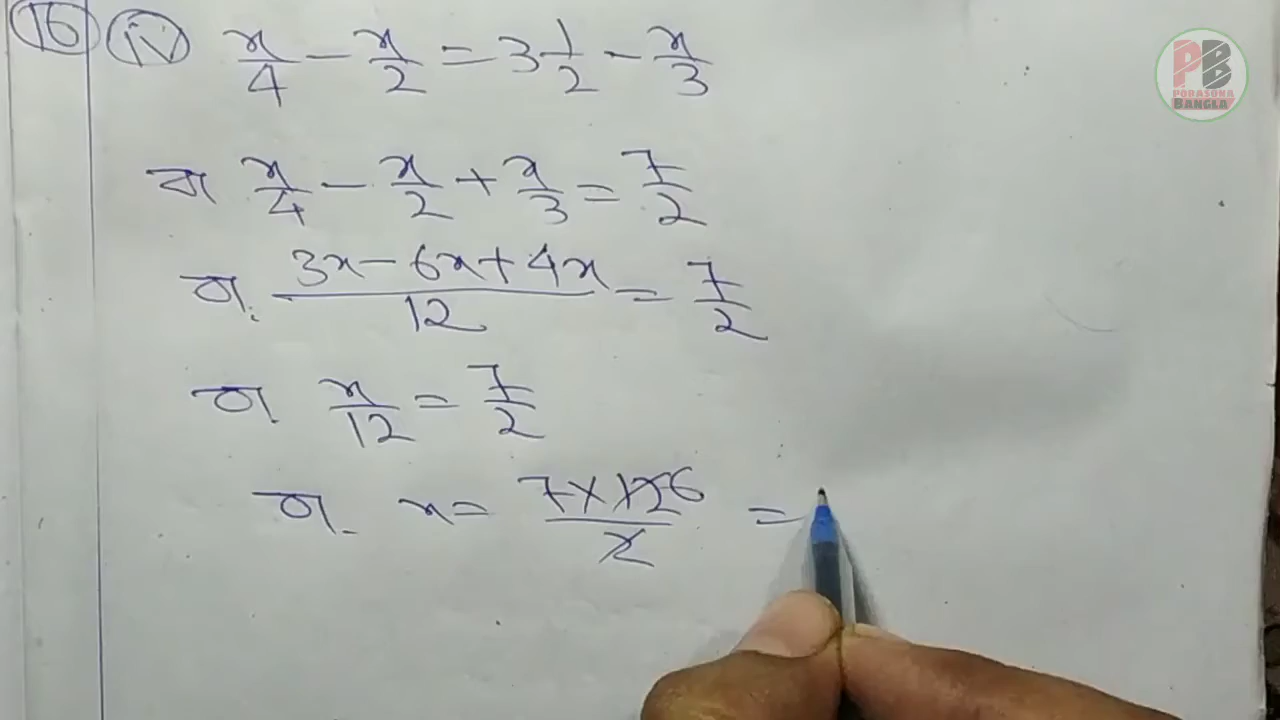 16 iv x/4 - x/2 = 3 1/2 - x/3
বা x/4 - x/2 + x/3 = 7/2
বা. (3x - 6x + 4x)/12 = 7/2
বা x/12 = 7/2
বা. x = (7 × 12 6)/2 =
PB
PORASONA
BANGLA